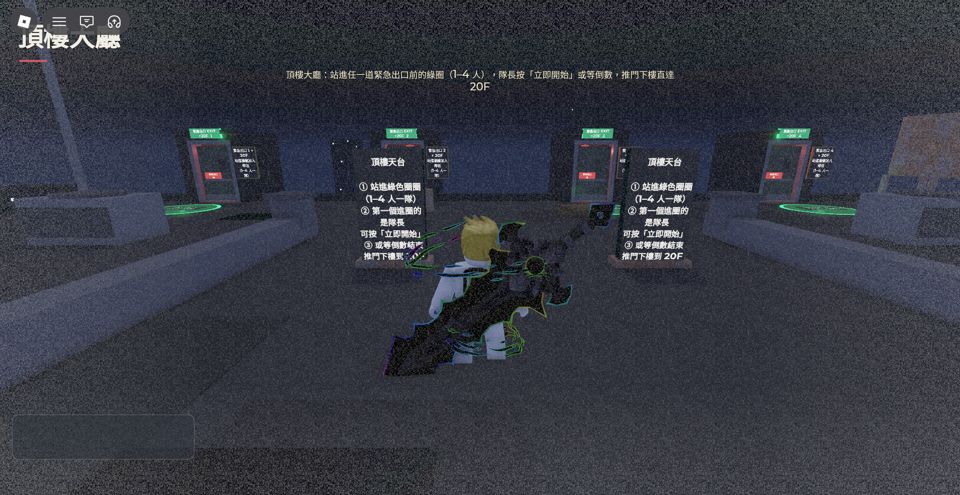 頂樓大廳
頂樓大廳：站進任一道緊急出口前的綠圈（1–4 人），隊長按「立即開始」或等倒數，推門下樓直達
20F
頂樓天台
① 站進綠色圈圈
（1–4 人一隊）
② 第一個進圈的
是隊長
可按「立即開始」
③ 或等倒數結束
推門下樓到
頂樓天台
① 站進綠色圈圈
（1–4 人一隊）
② 第一個進圈的
是隊長
可按「立即開始」
③ 或等倒數結束
推門下樓到 20F